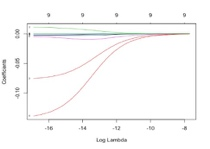 9 9 9 9 9
0.00
-0.05
-0.10
Coefficients
-16 -14 -12 -10 -8
Log Lambda